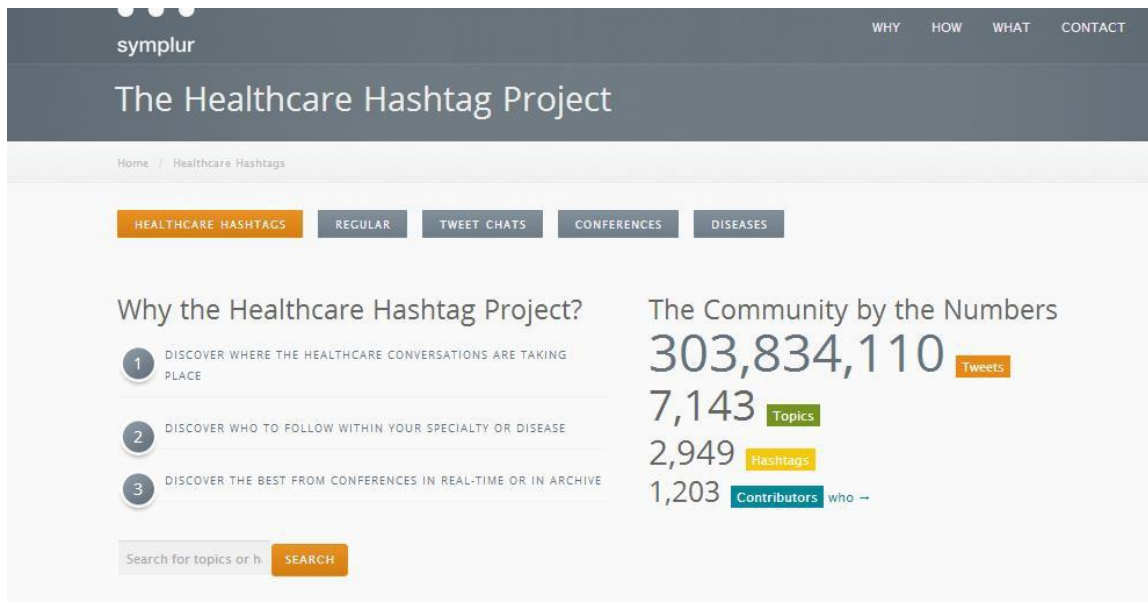 symplur
WHY HOW WHAT CONTACT
The Healthcare Hashtag Project
Home / Healthcare Hashtags
HEALTHCARE HASHTAGS REGULAR TWEET CHATS CONFERENCES DISEASES
Why the Healthcare Hashtag Project?
1 DISCOVER WHERE THE HEALTHCARE CONVERSATIONS ARE TAKING
PLACE
2 DISCOVER WHO TO FOLLOW WITHIN YOUR SPECIALTY OR DISEASE
3 DISCOVER THE BEST FROM CONFERENCES IN REAL-TIME OR IN ARCHIVE
Search for topics or h SEARCH
The Community by the Numbers
303,834,110 Tweets
7,143 Topics
2,949 Hashtags
1,203 Contributors who →